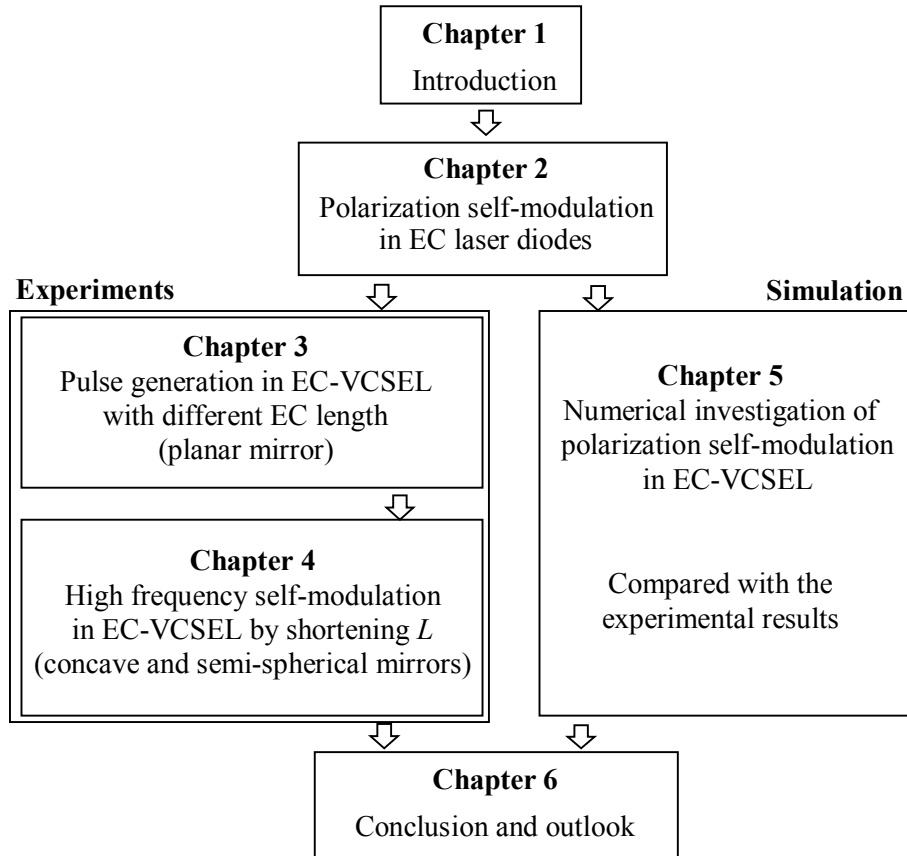 Chapter 1
Introduction
Chapter 2
Polarization self-modulation
in EC laser diodes
Experiments
Chapter 3
Pulse generation in EC-VCSEL
with different EC length
(planar mirror)
Chapter 4
High frequency self-modulation
in EC-VCSEL by shortening L
(concave and semi-spherical mirrors)
Simulation
Chapter 5
Numerical investigation of
polarization self-modulation
in EC-VCSEL
Compared with the
experimental results
Chapter 6
Conclusion and outlook